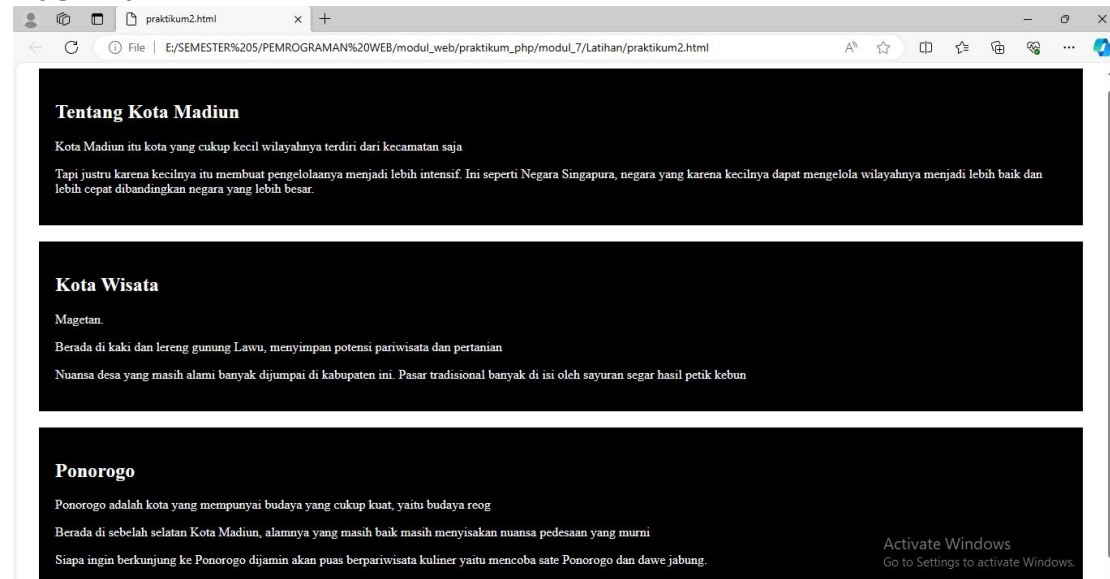 praktikum2.html
File E:/SEMESTER%205/PEMROGRAMAN%20WEB/modul_web/praktikum_php/modul_7/Latihan/praktikum2.html
Tentang Kota Madiun
Kota Madiun itu kota yang cukup kecil wilayahnya terdiri dari kecamatan saja
Tapi justru karena kecilnya itu membuat pengelolaanya menjadi lebih intensif. Ini seperti Negara Singapura, negara yang karena kecilnya dapat mengelola wilayahnya menjadi lebih baik dan
lebih cepat dibandingkan negara yang lebih besar.
Kota Wisata
Magetan.
Berada di kaki dan lereng gunung Lawu, menyimpan potensi pariwisata dan pertanian
Nuansa desa yang masih alami banyak dijumpai di kabupaten ini. Pasar tradisional banyak di isi oleh sayuran segar hasil petik kebun
Ponorogo
Ponorogo adalah kota yang mempunyai budaya yang cukup kuat, yaitu budaya reog
Berada di sebelah selatan Kota Madiun, alamnya yang masih baik masih menyisakan nuansa pedesaan yang murni
Siapa ingin berkunjung ke Ponorogo dijamin akan puas berpariwisata kuliner yaitu mencoba sate Ponorogo dan dawe jabung.
Activate Windows
Go to Settings to activate Windows.